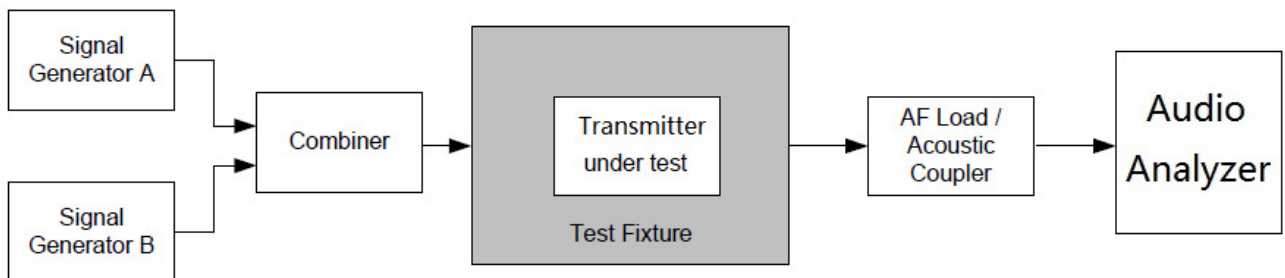 Signal
Generator A
Signal
Generator B
Combiner
Transmitter
under test
Test Fixture
AF Load /
Acoustic
Coupler
Audio
Analyzer